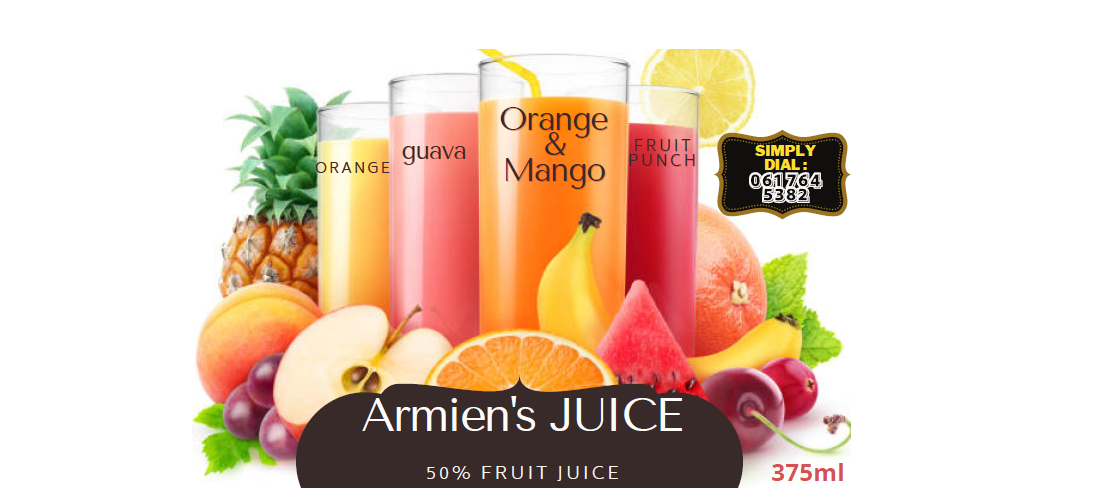 Orange
&
Mango
guava
ORANGE
FRUIT
PUNCH
SIMPLY
DIAL:
061764
5382
Armien's JUICE
50% FRUIT JUICE
375ml